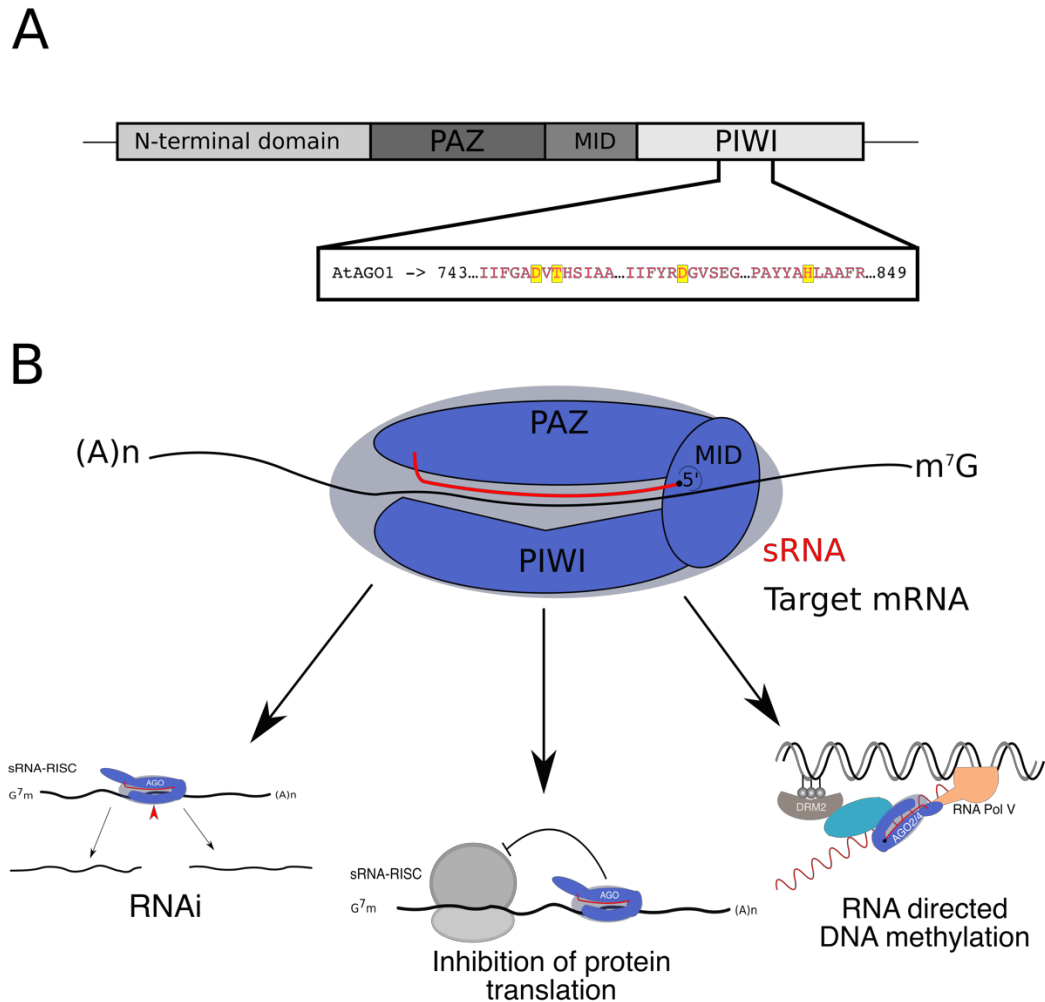 A
N-terminal domain
PAZ
MID
PIWI
AtAGO1 -> 743…IIFGADVTHSIAA…IIFYRDGVSEG…PAYYAHLAAFR…849
B
PAZ
(A)n
MID
m⁷G
5'
PIWI
sRNA
Target mRNA
sRNA-RISC
AGO
G⁷m
(A)n
RNAi
sRNA-RISC
AGO
G⁷m
(A)n
Inhibition of protein
translation
DRM2
RNA Pol V
AGO2/4
RNA directed
DNA methylation